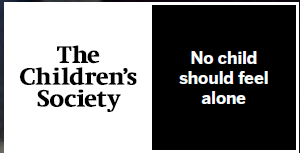 The
Children's
Society
No child
should feel
alone